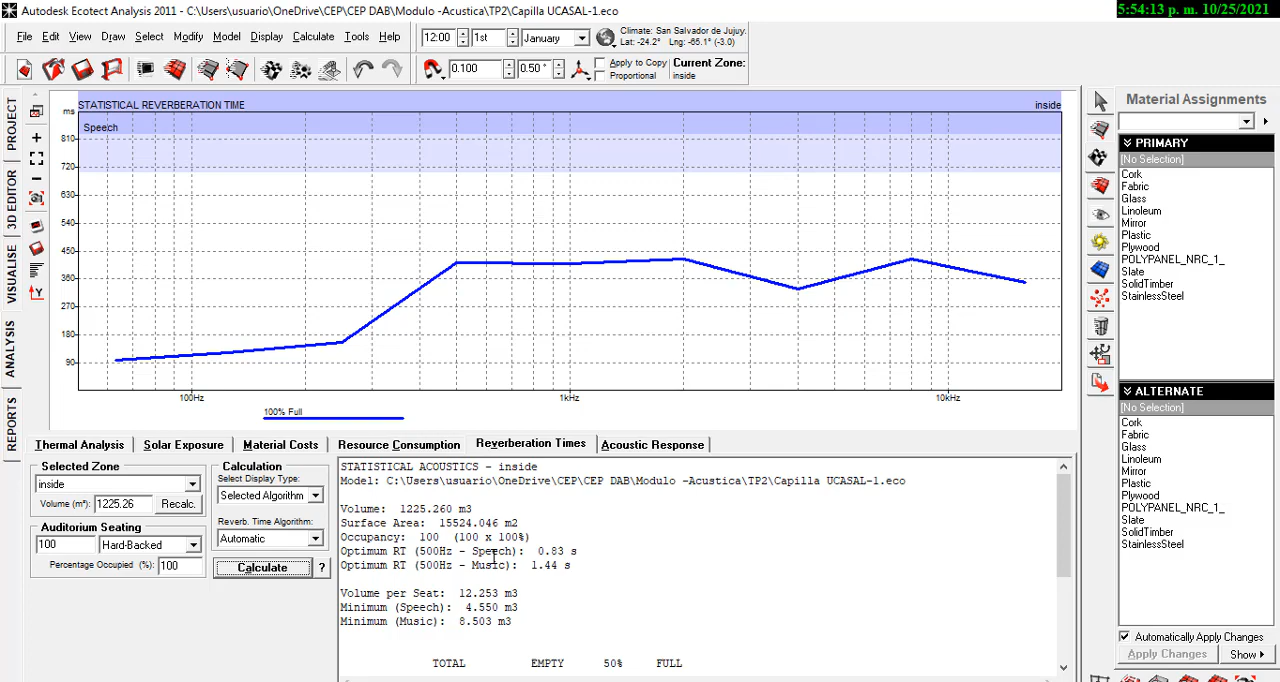 Autodesk Ecotect Analysis 2011 - C:\Users\usuario\OneDrive\CEP\CEP DAB\Modulo -Acustica\TP2\Capilla UCASAL-1.eco
5:54:13 p. m. 10/25/2021
File Edit View Draw Select Modify Model Display Calculate Tools Help
12:00 1st January
Climate: San Salvador de Jujuy,
Lat: -24.2° Lng: -65.1° (-3.0)
0.100 0.50 °
Apply to Copy
Proportional
Current Zone:
inside
PROJECT
3D EDITOR
VISUALISE
ANALYSIS
REPORTS
STATISTICAL REVERBERATION TIME
inside
ms
Speech
810
720
630
540
450
360
270
180
90
100Hz 1kHz 10kHz
100% Full
Thermal Analysis Solar Exposure Material Costs Resource Consumption Reverberation Times Acoustic Response
Selected Zone
inside
Volume (m³): 1225.26 Recalc.
Auditorium Seating
100 Hard-Backed
Percentage Occupied (%): 100
Calculation
Select Display Type:
Selected Algorithm
Reverb. Time Algorithm:
Automatic
Calculate ?
STATISTICAL ACOUSTICS - inside
Model: C:\Users\usuario\OneDrive\CEP\CEP DAB\Modulo -Acustica\TP2\Capilla UCASAL-1.eco
Volume: 1225.260 m3
Surface Area: 15524.046 m2
Occupancy: 100 (100 x 100%)
Optimum RT (500Hz - Speech): 0.83 s
Optimum RT (500Hz - Music): 1.44 s
Volume per Seat: 12.253 m3
Minimum (Speech): 4.550 m3
Minimum (Music): 8.503 m3
TOTAL EMPTY 50% FULL
Material Assignments
PRIMARY
[No Selection]
Cork
Fabric
Glass
Linoleum
Mirror
Plastic
Plywood
POLYPANEL_NRC_1_
Slate
SolidTimber
StainlessSteel
ALTERNATE
[No Selection]
Cork
Fabric
Glass
Linoleum
Mirror
Plastic
Plywood
POLYPANEL_NRC_1_
Slate
SolidTimber
StainlessSteel
Automatically Apply Changes
Apply Changes Show